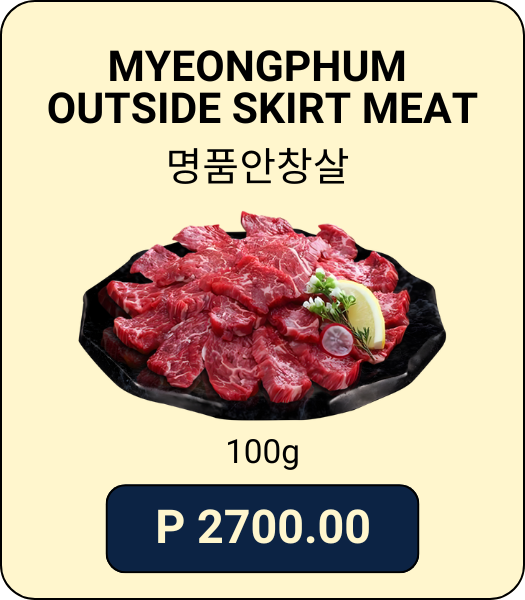 MYEONGPHUM
OUTSIDE SKIRT MEAT
명품안창살
100g
P 2700.00